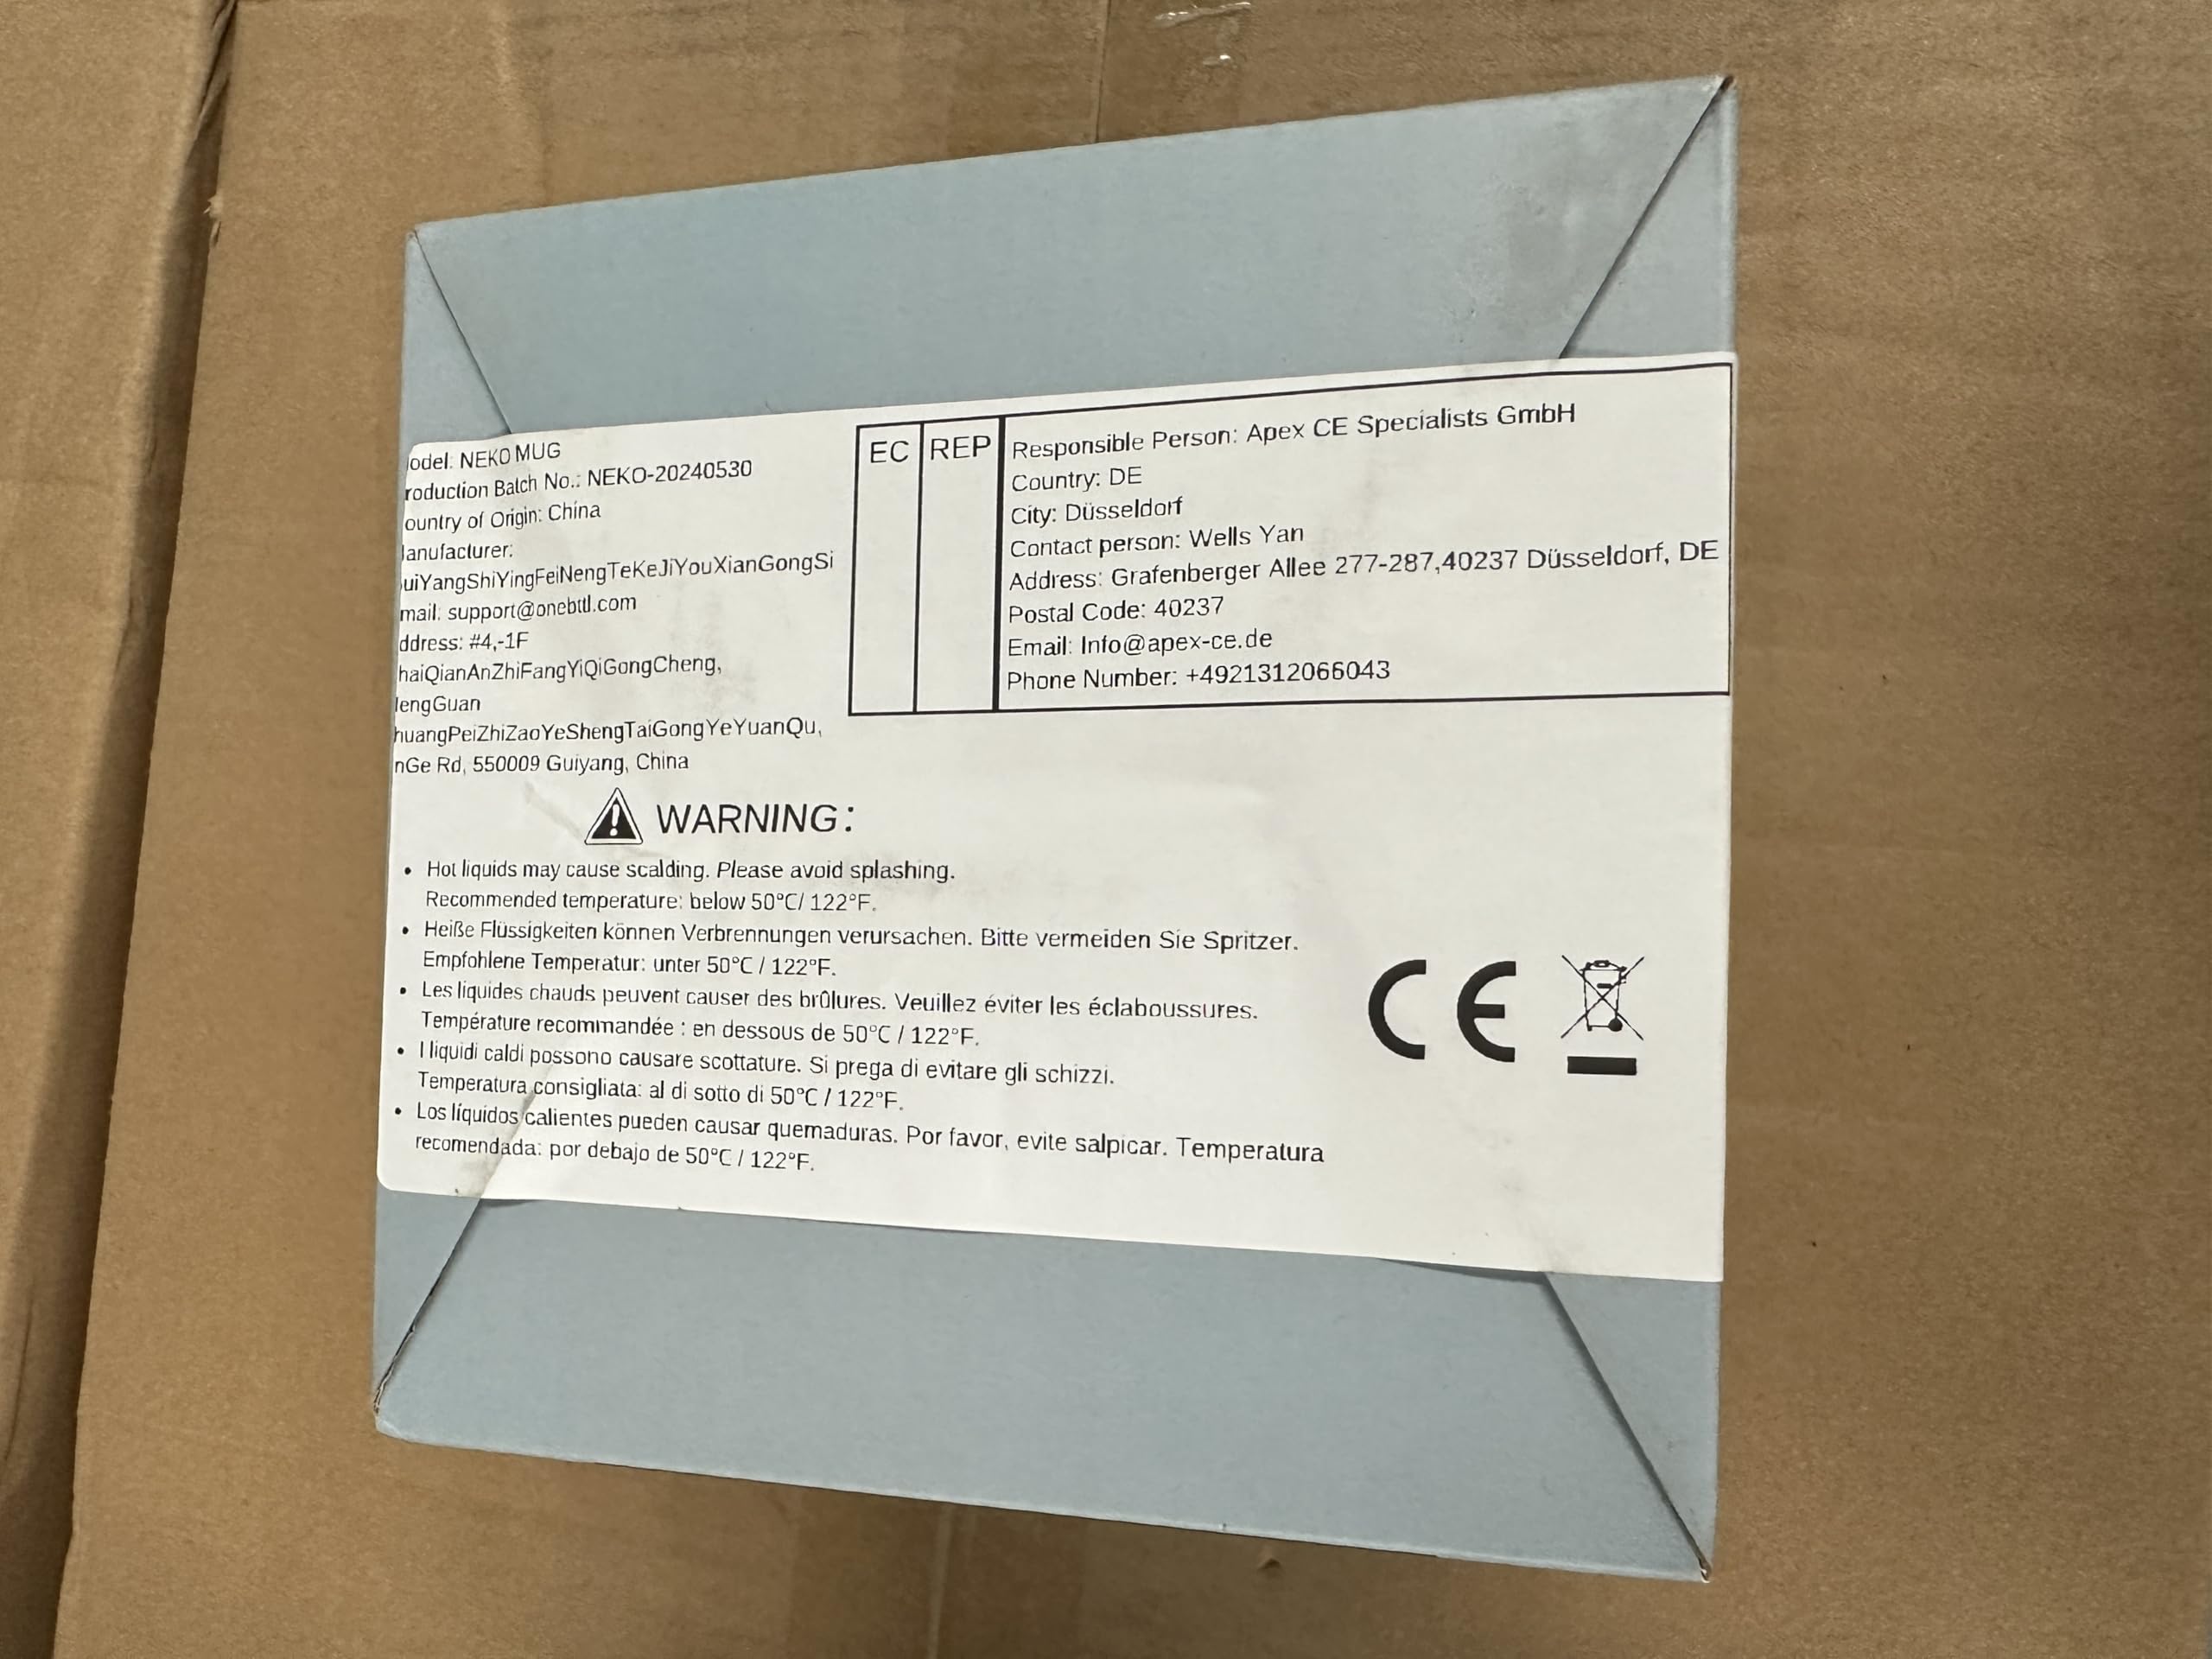 odel: NEKO MUG
roduction Batch No.: NEKO-20240530
ountry of Origin: China
anufacturer:
uiYangShiYingFeiNengTeKeJiYouXianGongSi
mail: support@onebttl.com
ddress: #4,-1F
haiQianAnZhiFangYiQiGongCheng,
engGuan
huangPeiZhiZaoYeShengTaiGongYeYuanQu,
nGe Rd, 550009 Guiyang, China
EC REP
Responsible Person: Apex CE Specialists GmbH
Country: DE
City: Düsseldorf
Contact person: Wells Yan
Address: Grafenberger Allee 277-287,40237 Düsseldorf, DE
Postal Code: 40237
Email: Info@apex-ce.de
Phone Number: +4921312066043
WARNING:
• Hot liquids may cause scalding. Please avoid splashing.
Recommended temperature: below 50°C/ 122°F.
• Heiße Flüssigkeiten können Verbrennungen verursachen. Bitte vermeiden Sie Spritzer.
Empfohlene Temperatur: unter 50°C / 122°F.
• Les liquides chauds peuvent causer des brûlures. Veuillez éviter les éclaboussures.
Température recommandée : en dessous de 50°C / 122°F.
• I liquidi caldi possono causare scottature. Si prega di evitare gli schizzi.
Temperatura consigliata: al di sotto di 50°C / 122°F.
• Los líquidos calientes pueden causar quemaduras. Por favor, evite salpicar. Temperatura
recomendada: por debajo de 50°C / 122°F.
CE